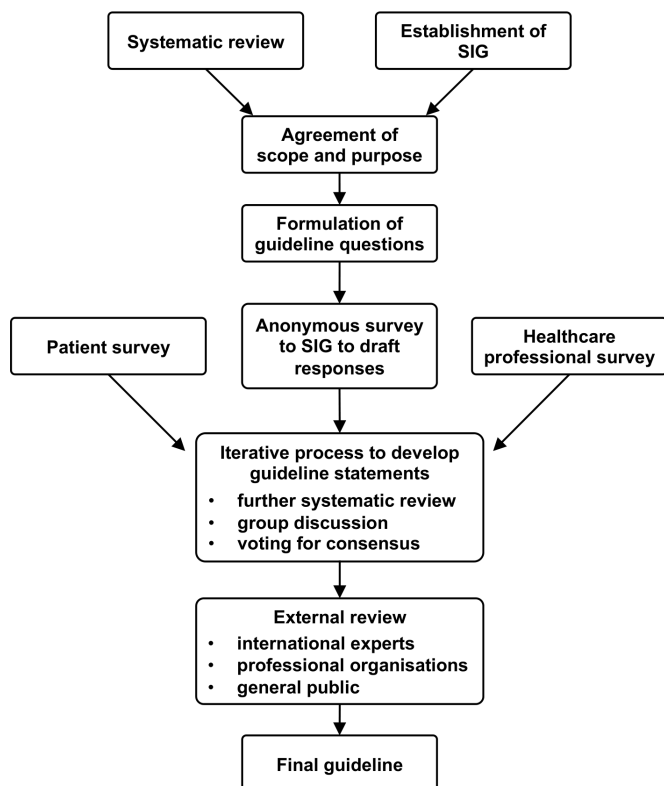 Systematic review
Establishment of
SIG
Agreement of
scope and purpose
Formulation of
guideline questions
Patient survey
Anonymous survey
to SIG to draft
responses
Healthcare
professional survey
Iterative process to develop
guideline statements
• further systematic review
• group discussion
• voting for consensus
External review
• international experts
• professional organisations
• general public
Final guideline